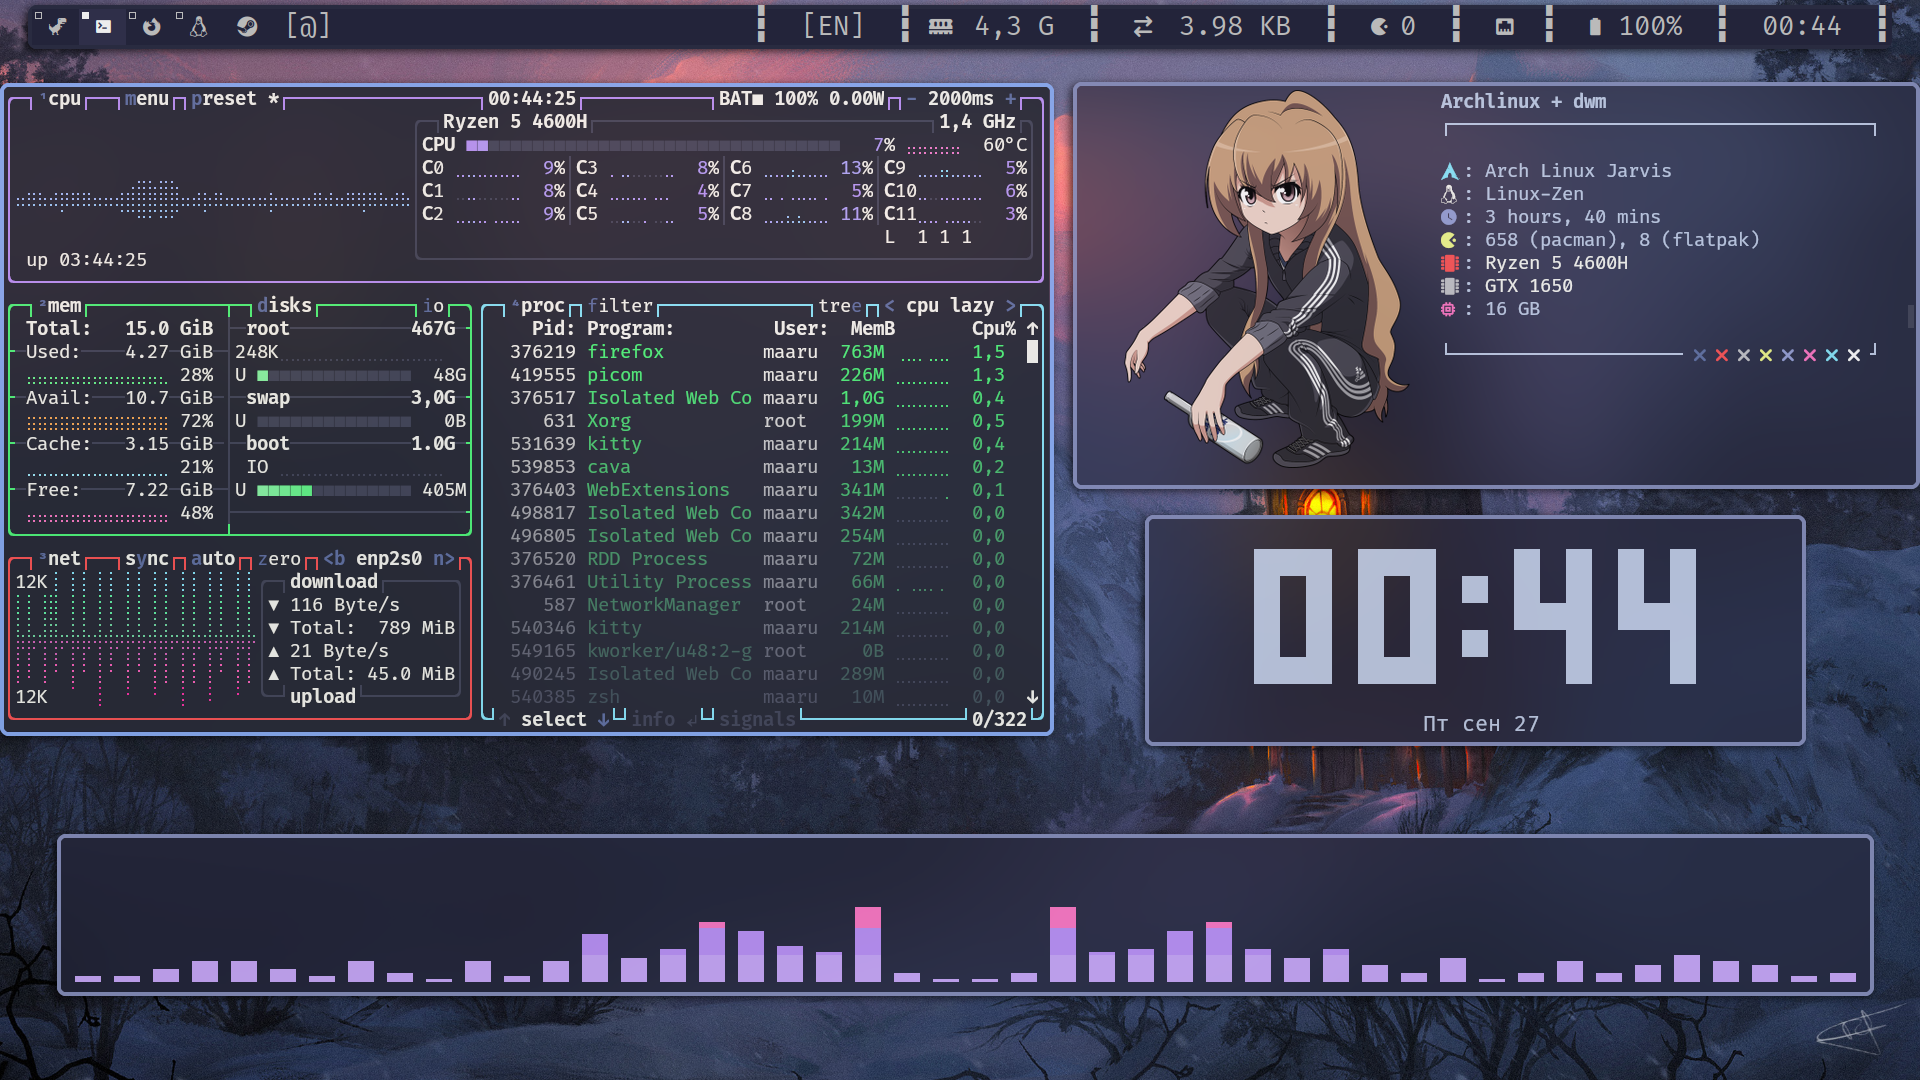 [@] [EN] 4,3 G 3.98 KB 0 100% 00:44
¹cpu menu preset * 00:44:25 BAT■ 100% 0.00W - 2000ms +
Ryzen 5 4600H 1,4 GHz
CPU 7% 60°C
C0 9% C3 8% C6 13% C9 5%
C1 8% C4 4% C7 5% C10 6%
C2 9% C5 5% C8 11% C11 3%
L 1 1 1
up 03:44:25
²mem disks io
Total: 15.0 GiB root 467G
Used: 4.27 GiB 248K
28% U 48G
Avail: 10.7 GiB swap 3,0G
72% U 0B
Cache: 3.15 GiB boot 1.0G
21% IO
Free: 7.22 GiB U 405M
48%
³net sync auto zero <b enp2s0 n>
12K download
▼ 116 Byte/s
▼ Total: 789 MiB
▲ 21 Byte/s
▲ Total: 45.0 MiB
12K upload
⁴proc filter tree < cpu lazy >
Pid: Program: User: MemB Cpu% ↑
376219 firefox maaru 763M 1,5
419555 picom maaru 226M 1,3
376517 Isolated Web Co maaru 1,0G 0,4
631 Xorg root 199M 0,5
531639 kitty maaru 214M 0,4
539853 cava maaru 13M 0,2
376403 WebExtensions maaru 341M 0,1
498817 Isolated Web Co maaru 342M 0,0
496805 Isolated Web Co maaru 254M 0,0
376520 RDD Process maaru 72M 0,0
376461 Utility Process maaru 66M 0,0
587 NetworkManager root 24M 0,0
540346 kitty maaru 214M 0,0
549165 kworker/u48:2-g root 0B 0,0
490245 Isolated Web Co maaru 289M 0,0
540385 zsh maaru 10M 0,0 ↓
↑ select ↓ info ↲ signals 0/322
Archlinux + dwm
: Arch Linux Jarvis
: Linux-Zen
: 3 hours, 40 mins
: 658 (pacman), 8 (flatpak)
: Ryzen 5 4600H
: GTX 1650
: 16 GB
00:44
Пт сен 27